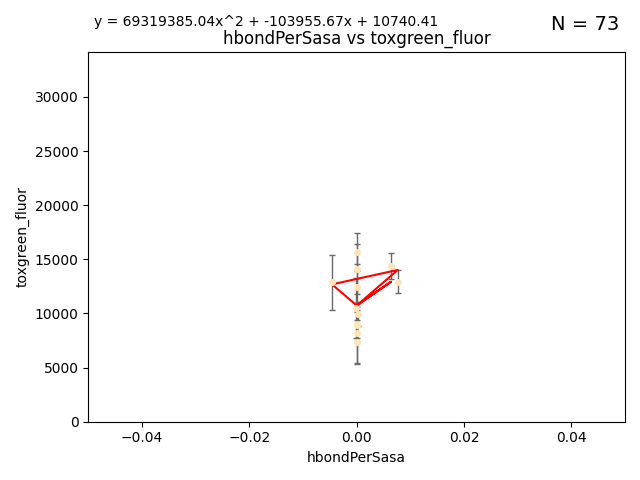 y = 69319385.04x^2 + -103955.67x + 10740.41
N = 73
hbondPerSasa vs toxgreen_fluor
30000
25000
20000
15000
10000
5000
0
toxgreen_fluor
−0.04
−0.02
0.00
0.02
0.04
hbondPerSasa